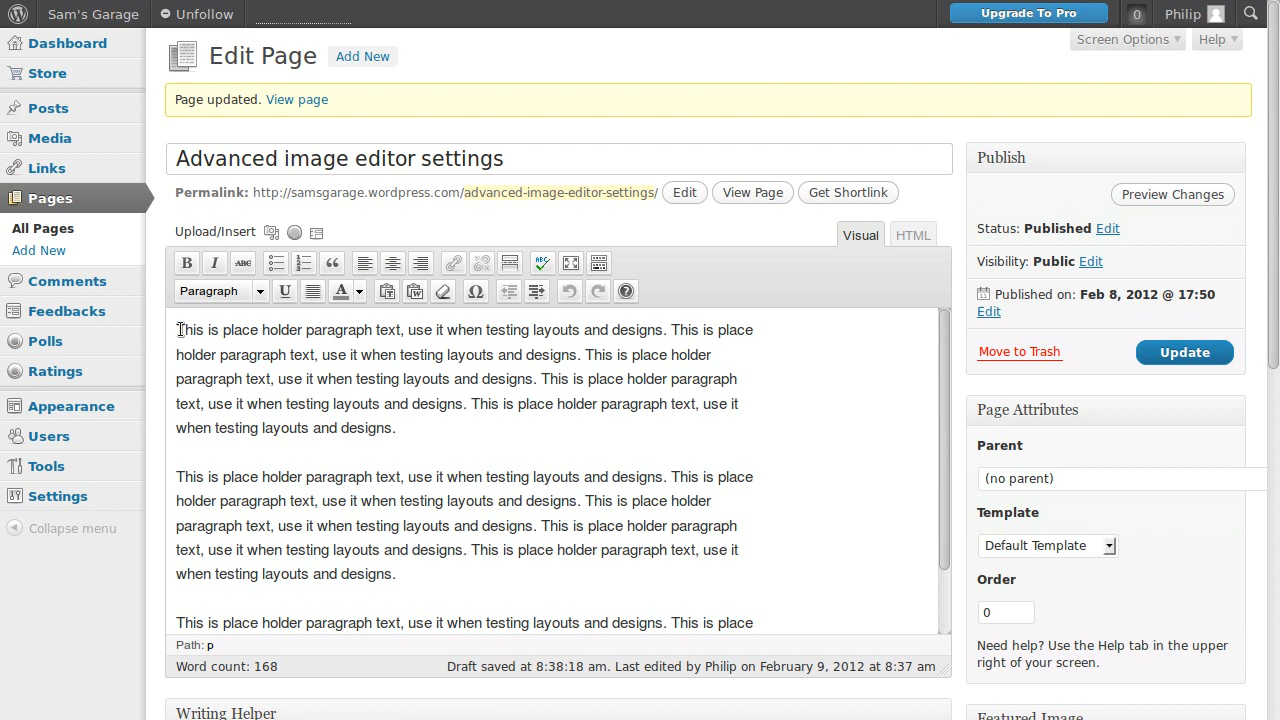 Sam's Garage
Unfollow
Upgrade To Pro
0
Philip
Dashboard
Store
Posts
Media
Links
Pages
All Pages
Add New
Comments
Feedbacks
Polls
Ratings
Appearance
Users
Tools
Settings
Collapse menu
Screen Options
Help
Edit Page
Add New
Page updated. View page
Advanced image editor settings
Permalink: http://samsgarage.wordpress.com/advanced-image-editor-settings/ Edit View Page Get Shortlink
Upload/Insert
Visual
HTML
B I ABC
ABC
Paragraph
U
A
Ω
This is place holder paragraph text, use it when testing layouts and designs. This is place
holder paragraph text, use it when testing layouts and designs. This is place holder
paragraph text, use it when testing layouts and designs. This is place holder paragraph
text, use it when testing layouts and designs. This is place holder paragraph text, use it
when testing layouts and designs.
This is place holder paragraph text, use it when testing layouts and designs. This is place
holder paragraph text, use it when testing layouts and designs. This is place holder
paragraph text, use it when testing layouts and designs. This is place holder paragraph
text, use it when testing layouts and designs. This is place holder paragraph text, use it
when testing layouts and designs.
This is place holder paragraph text, use it when testing layouts and designs. This is place
Path: p
Word count: 168
Draft saved at 8:38:18 am. Last edited by Philip on February 9, 2012 at 8:37 am
Writing Helper
Publish
Preview Changes
Status: Published Edit
Visibility: Public Edit
Published on: Feb 8, 2012 @ 17:50
Edit
Move to Trash
Update
Page Attributes
Parent
(no parent)
Template
Default Template
Order
0
Need help? Use the Help tab in the upper
right of your screen.
Featured Image